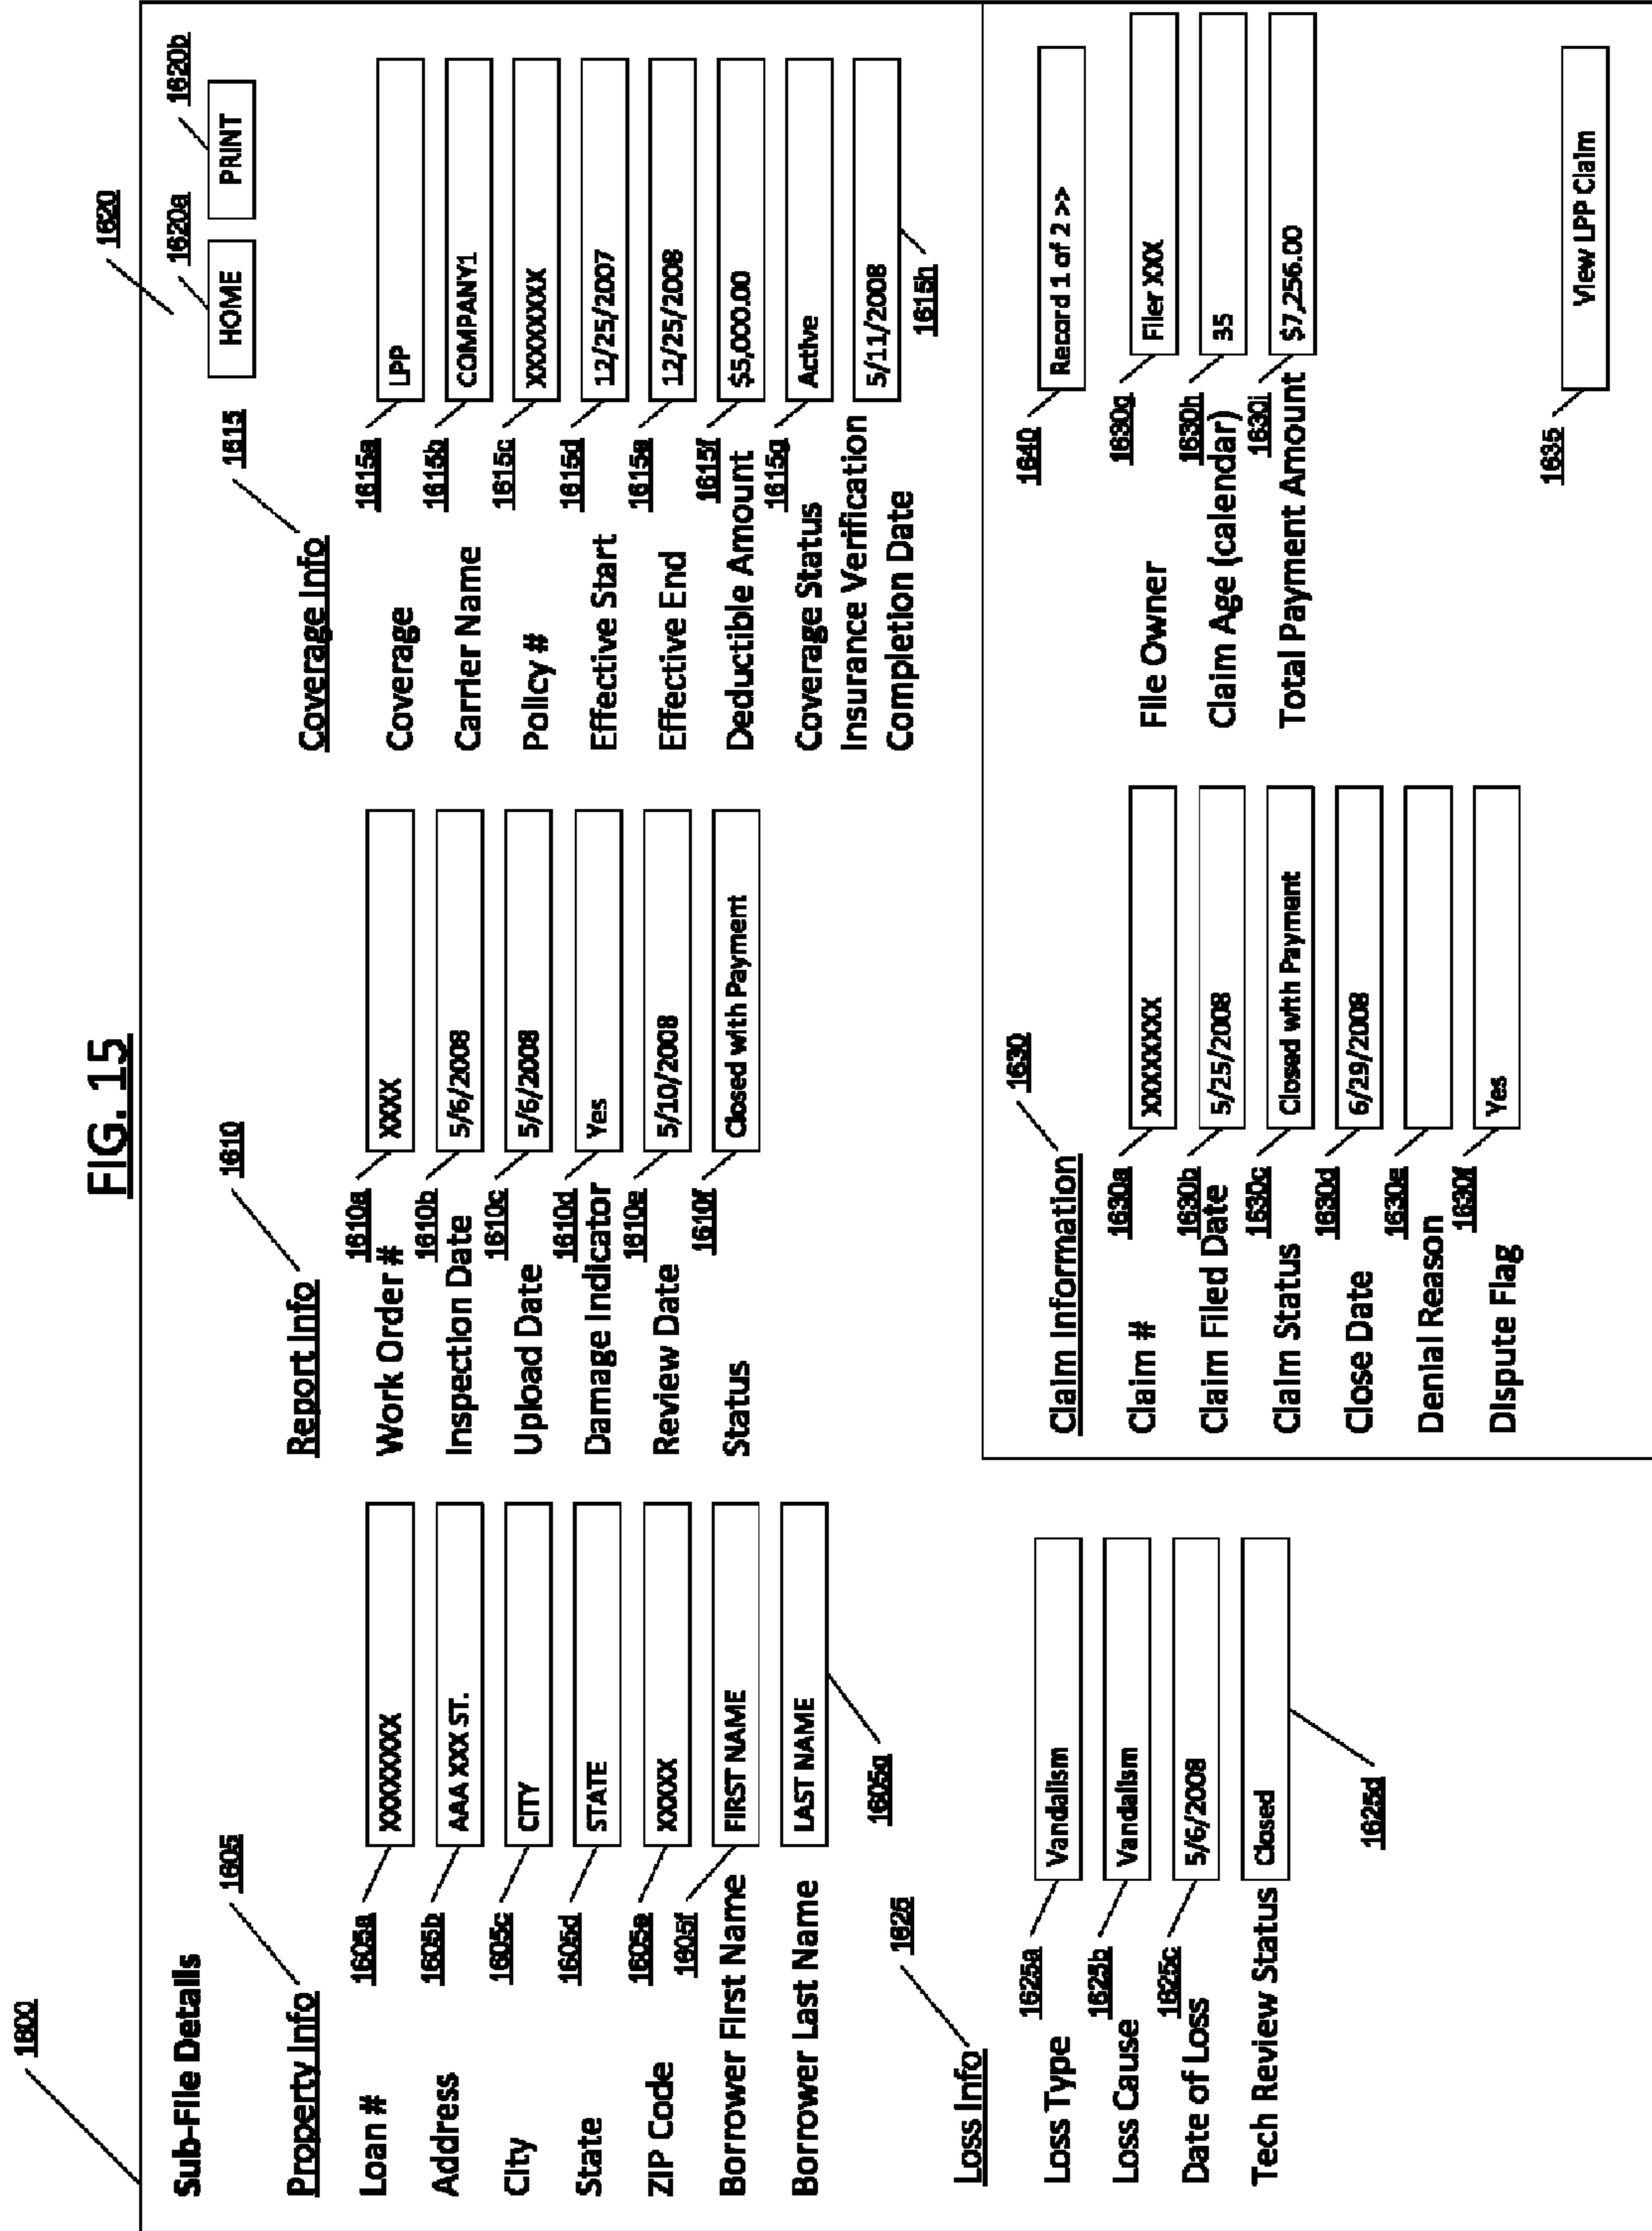 FIG. 15
1600
Sub-File Details
1620
1620a
1620b
HOME
PRINT
1605
Property Info
Loan #
1605a
XXXXXXXX
Address
1605b
AAA XXX ST.
City
1605c
CITY
State
1605d
STATE
ZIP Code
1605e
XXXXX
Borrower First Name
1605f
FIRST NAME
Borrower Last Name
LAST NAME
1605g
1610
Report Info
Work Order #
1610a
XXXX
Inspection Date
1610b
5/6/2008
Upload Date
1610c
5/6/2008
Damage Indicator
1610d
Yes
Review Date
1610e
5/10/2008
Status
1610f
Closed with Payment
1615
Coverage Info
Coverage
1615a
LPP
Carrier Name
1615b
COMPANY1
Policy #
1615c
XXXXXXX
Effective Start
1615d
12/25/2007
Effective End
1615e
12/25/2008
Deductible Amount
1615f
$5,000.00
Coverage Status
1615g
Active
Insurance Verification
Completion Date
5/11/2008
1615h
1625
Loss Info
Loss Type
1625a
Vandalism
Loss Cause
1625b
Vandalism
Date of Loss
1625c
5/6/2008
Tech Review Status
Closed
1625d
1630
Claim Information
Claim #
1630a
XXXXXXX
Claim Filed Date
1630b
5/25/2008
Claim Status
1630c
Closed with Payment
Close Date
1630d
6/29/2008
Denial Reason
1630e
Dispute Flag
1630f
Yes
1640
Record 1 of 2 >>
File Owner
1630g
Filer XXX
Claim Age (calendar)
1630h
35
Total Payment Amount
1630i
$7,256.00
1635
View LPP Claim